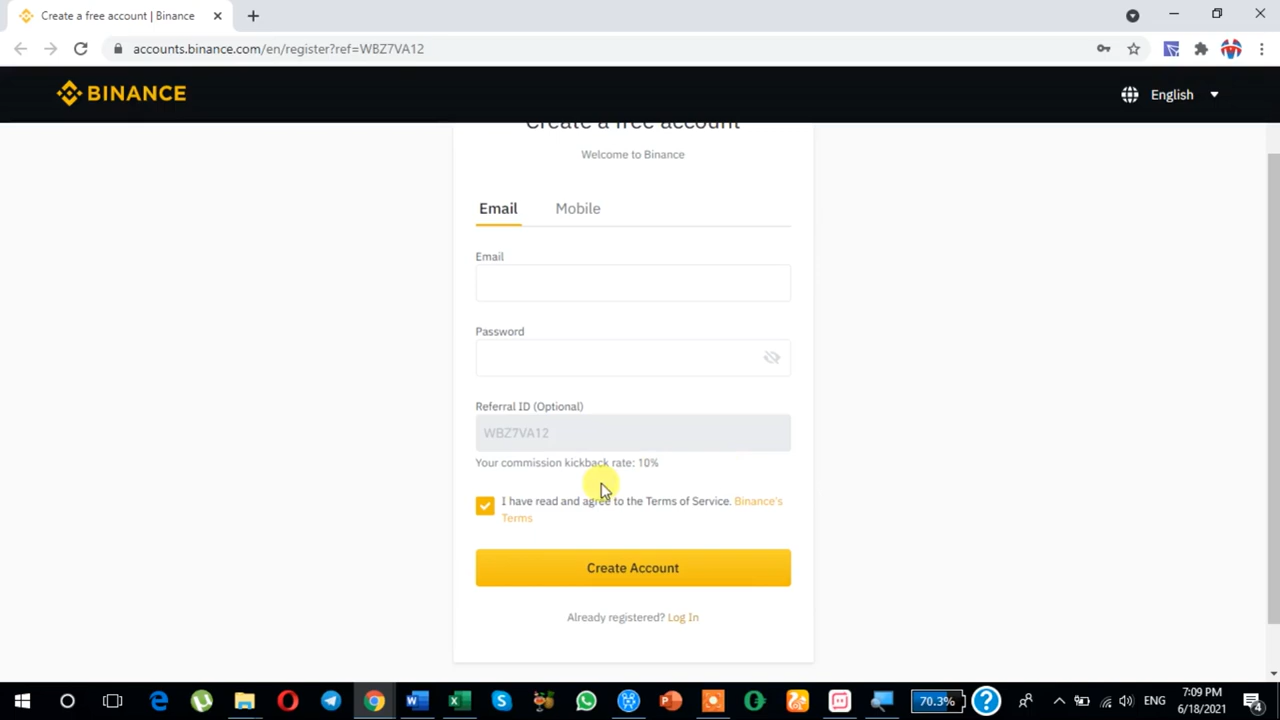 Create a free account | Binance
accounts.binance.com/en/register?ref=WBZ7VA12
BINANCE
English
Create a free account
Welcome to Binance
Email
Mobile
Email
Password
Referral ID (Optional)
WBZ7VA12
Your commission kickback rate: 10%
I have read and agree to the Terms of Service. Binance's
Terms
Create Account
Already registered? Log In
70.3%
ENG
7:09 PM
6/18/2021
4